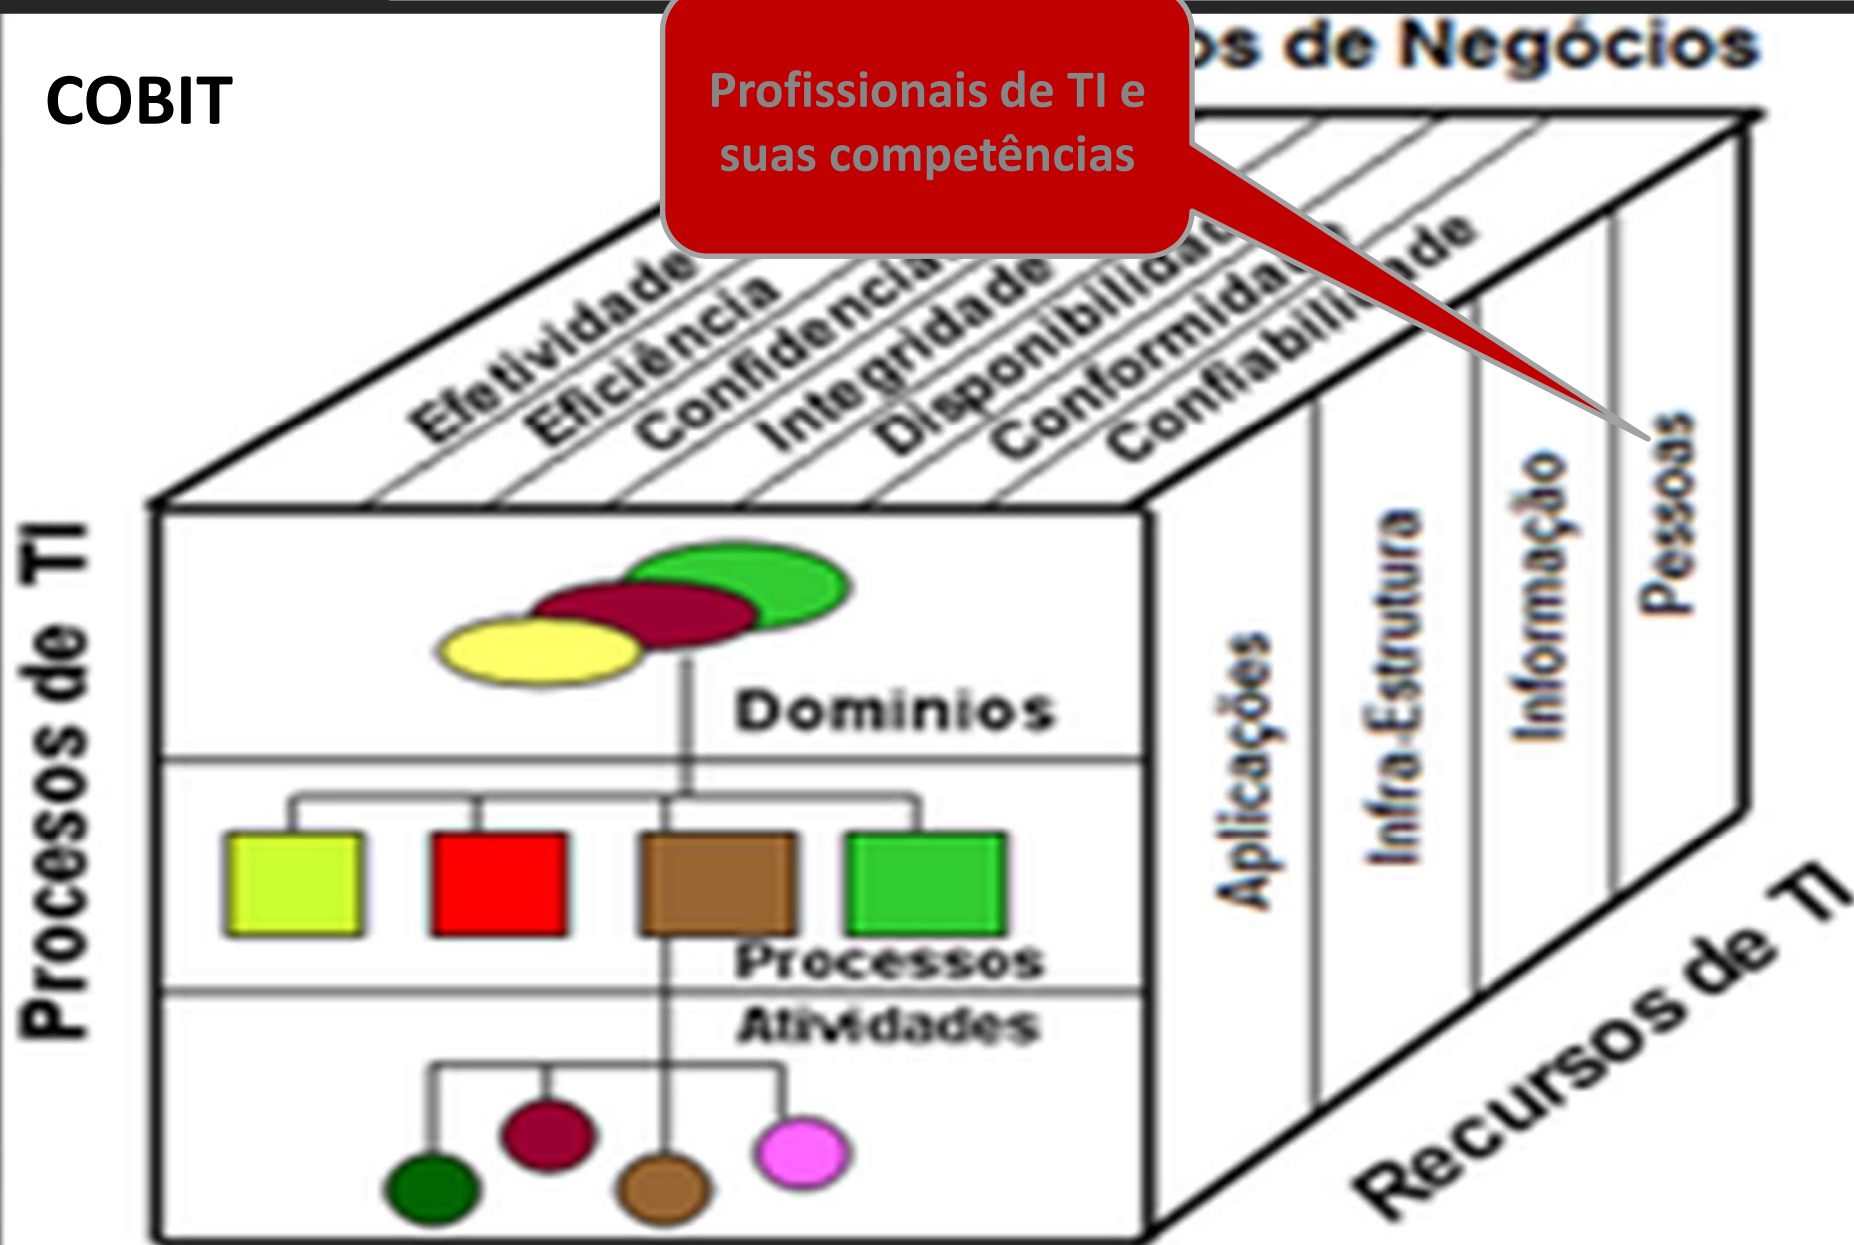 COBIT
Profissionais de TI e
suas competências
de Negócios
Efetividade
Eficiência
Integridade
Processos de TI
Dominios
Processos
Atividades
Aplicações
Infra-Estrutura
Informação
Pessoas
Recursos de TI